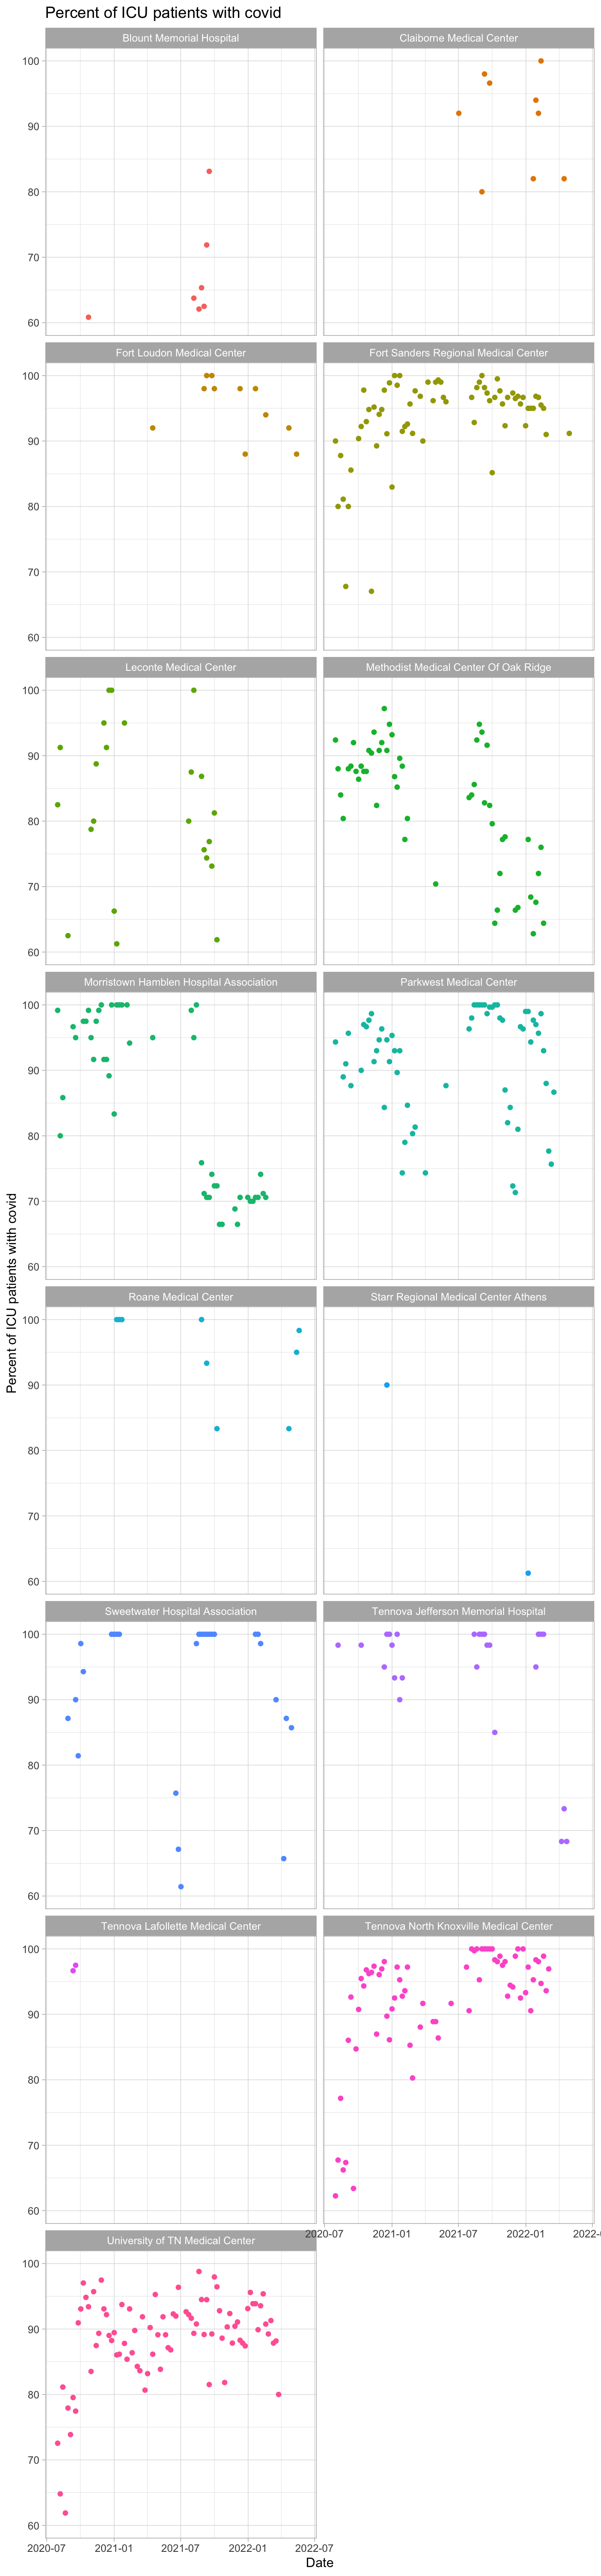 Percent of ICU patients with covid
Blount Memorial Hospital
Claiborne Medical Center
100
90
80
70
60
Fort Loudon Medical Center
Fort Sanders Regional Medical Center
100
90
80
70
60
Leconte Medical Center
Methodist Medical Center Of Oak Ridge
100
90
80
70
60
Morristown Hamblen Hospital Association
Parkwest Medical Center
100
90
80
70
60
Percent of ICU patients witth covid
Roane Medical Center
Starr Regional Medical Center Athens
100
90
80
70
60
Sweetwater Hospital Association
Tennova Jefferson Memorial Hospital
100
90
80
70
60
Tennova Lafollette Medical Center
Tennova North Knoxville Medical Center
100
90
80
70
60
2020-07 2021-01 2021-07 2022-01 2022-0
University of TN Medical Center
100
90
80
70
60
2020-07 2021-01 2021-07 2022-01 2022-07
Date